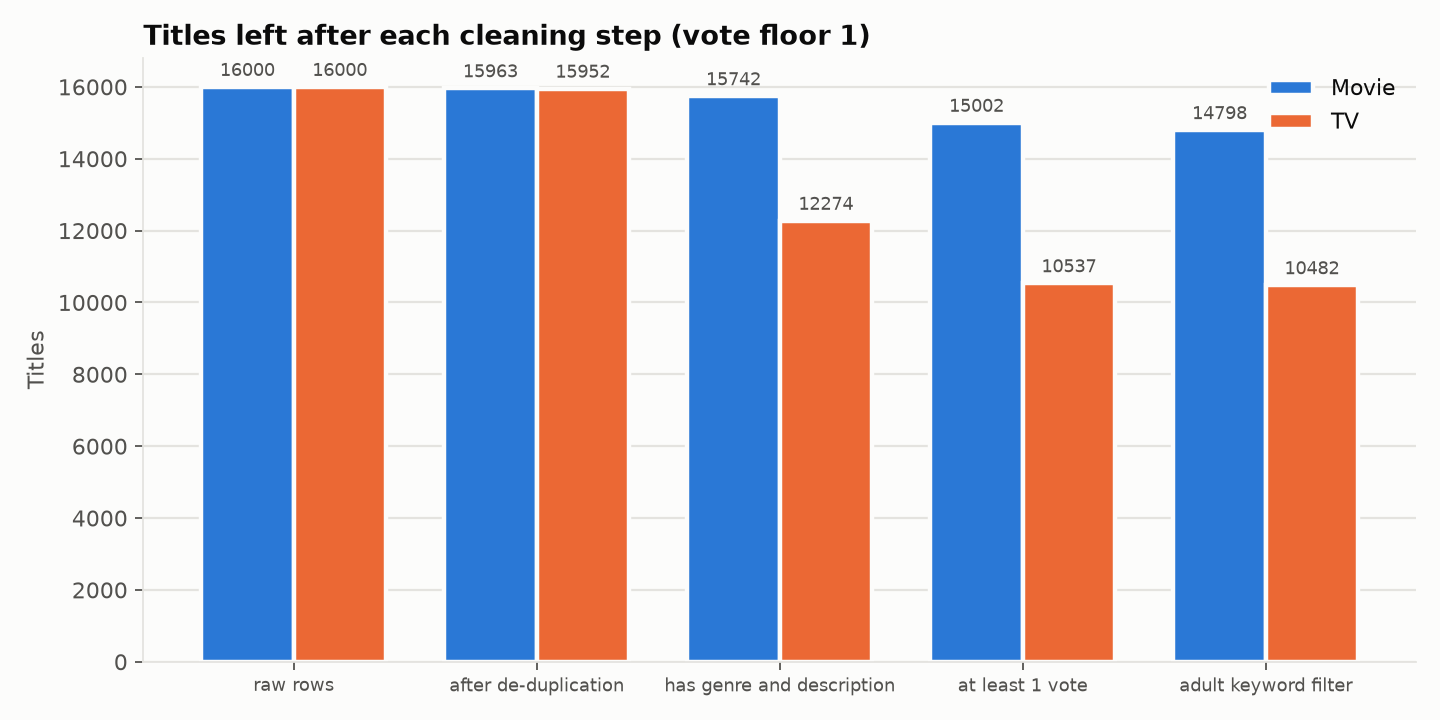 Titles left after each cleaning step (vote floor 1)
16000 16000 15963 15952 15742 12274 15002 10537 14798 10482
Movie
TV
Titles
16000
14000
12000
10000
8000
6000
4000
2000
0
raw rows after de-duplication has genre and description at least 1 vote adult keyword filter